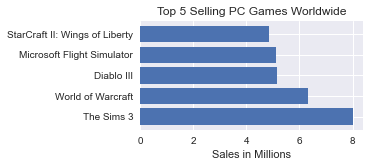 Top 5 Selling PC Games Worldwide
StarCraft II: Wings of Liberty
Microsoft Flight Simulator
Diablo III
World of Warcraft
The Sims 3
0 2 4 6 8
Sales in Millions